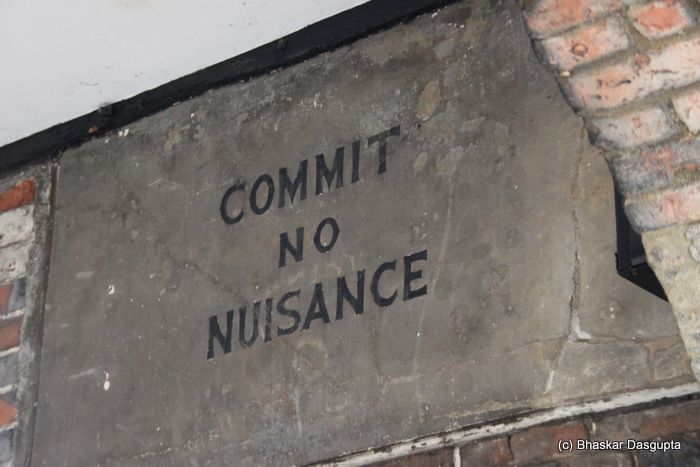 COMMIT
NO
NUISANCE
(c) Bhaskar Dasgupta